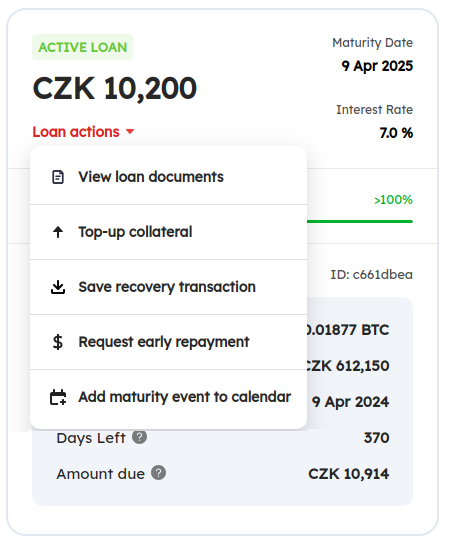 ACTIVE LOAN
Maturity Date
9 Apr 2025
CZK 10,200
Interest Rate
7.0 %
Loan actions
View loan documents
>100%
Top-up collateral
ID: c661dbea
Save recovery transaction
0.01877 BTC
Request early repayment
CZK 612,150
Add maturity event to calendar
9 Apr 2024
Days Left ?
370
Amount due ?
CZK 10,914